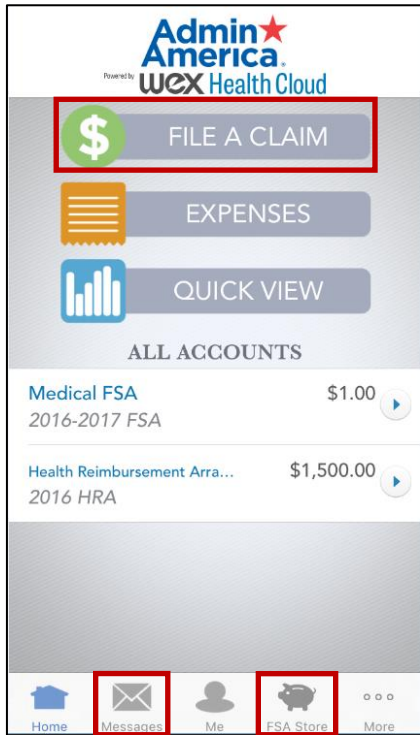 Admin
America®
Powered by WEX Health Cloud
$ FILE A CLAIM
EXPENSES
QUICK VIEW
ALL ACCOUNTS
Medical FSA $1.00
2016-2017 FSA
Health Reimbursement Arra... $1,500.00
2016 HRA
Home Messages Me FSA Store More